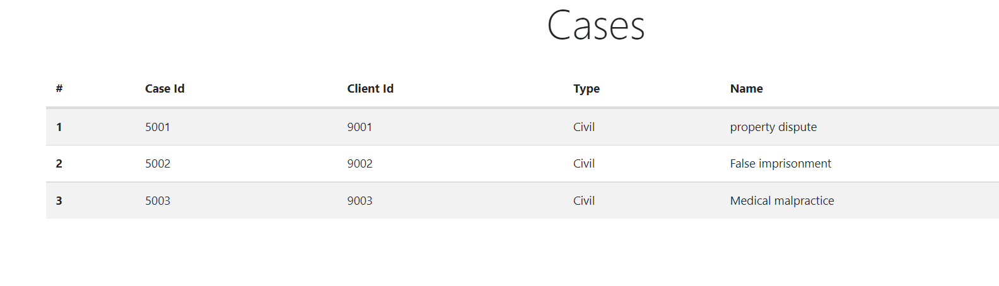 Cases
# Case Id Client Id Type Name
1 5001 9001 Civil property dispute
2 5002 9002 Civil False imprisonment
3 5003 9003 Civil Medical malpractice